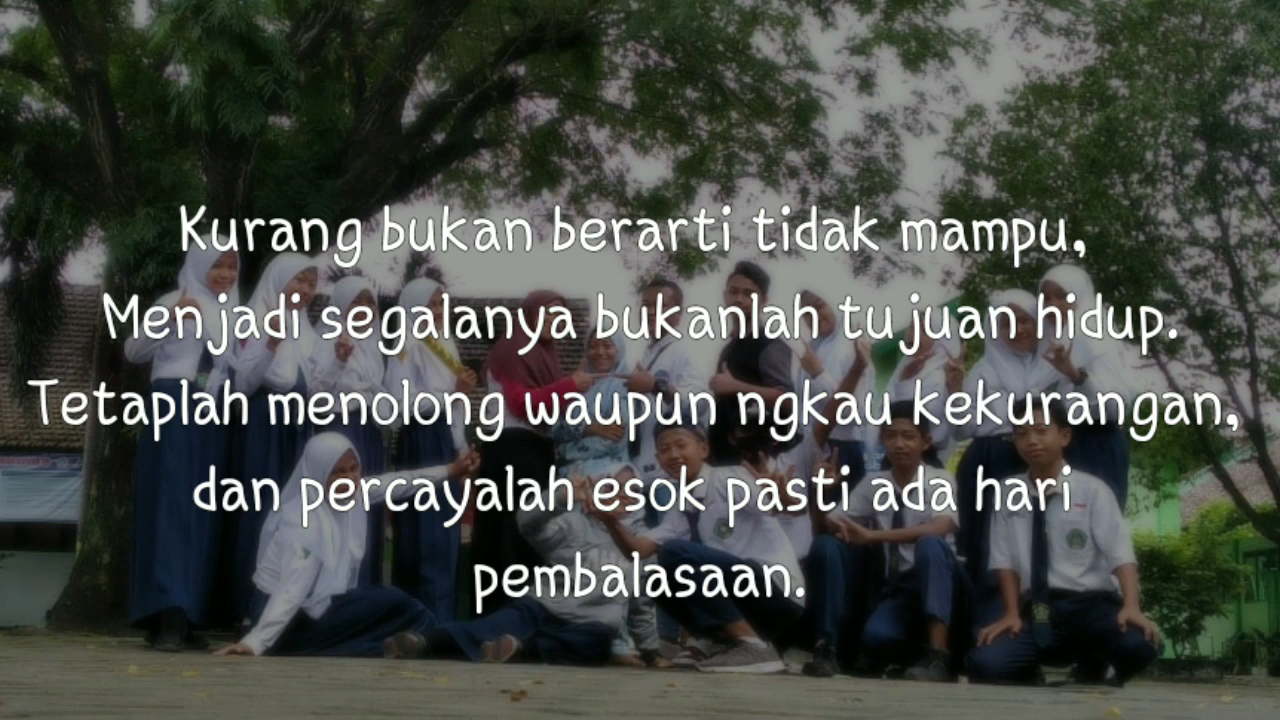 Kurang bukan berarti tidak mampu,
Menjadi segalanya bukanlah tujuan hidup.
Tetaplah menolong waupun ngkau kekurangan,
dan percayalah esok pasti ada hari
pembalasaan.